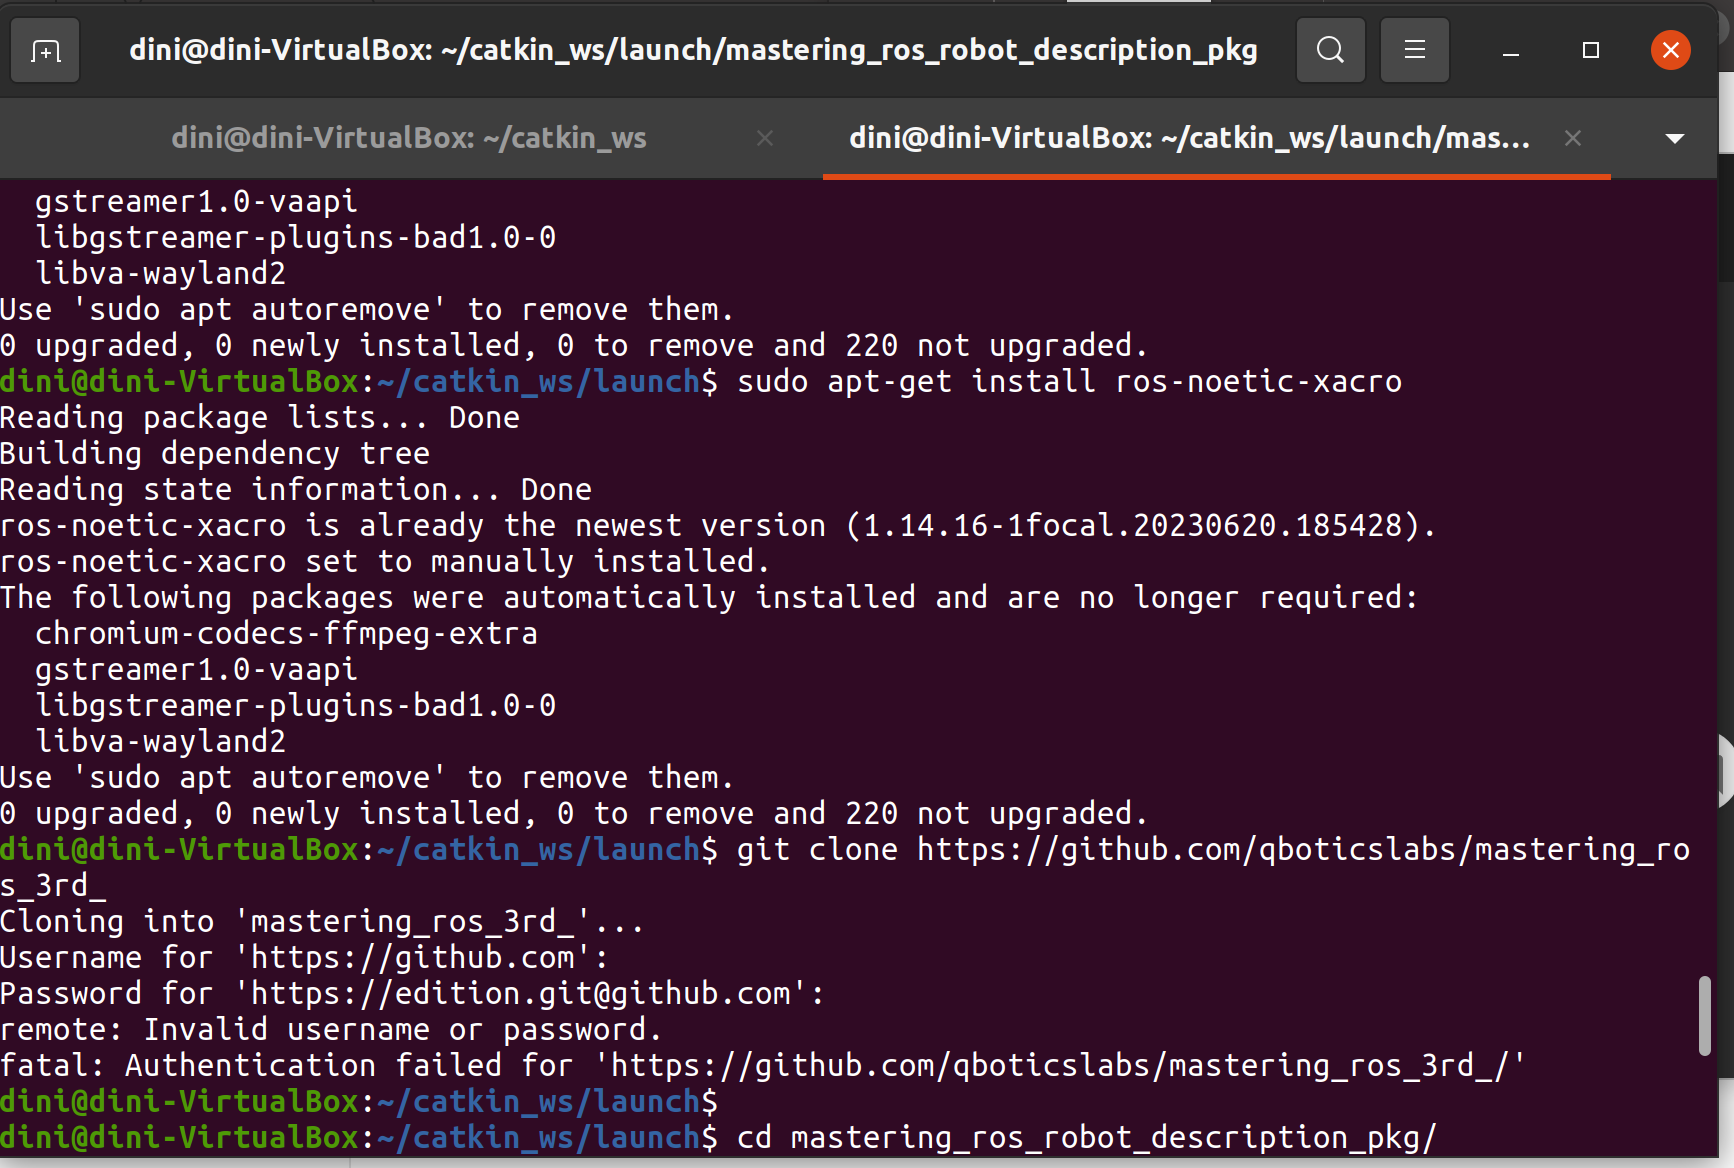 dini@dini-VirtualBox: ~/catkin_ws/launch/mastering_ros_robot_description_pkg
dini@dini-VirtualBox: ~/catkin_ws
dini@dini-VirtualBox: ~/catkin_ws/launch/mas...
gstreamer1.0-vaapi
libgstreamer-plugins-bad1.0-0
libva-wayland2
Use 'sudo apt autoremove' to remove them.
0 upgraded, 0 newly installed, 0 to remove and 220 not upgraded.
dini@dini-VirtualBox:~/catkin_ws/launch$ sudo apt-get install ros-noetic-xacro
Reading package lists... Done
Building dependency tree
Reading state information... Done
ros-noetic-xacro is already the newest version (1.14.16-1focal.20230620.185428).
ros-noetic-xacro set to manually installed.
The following packages were automatically installed and are no longer required:
chromium-codecs-ffmpeg-extra
gstreamer1.0-vaapi
libgstreamer-plugins-bad1.0-0
libva-wayland2
Use 'sudo apt autoremove' to remove them.
0 upgraded, 0 newly installed, 0 to remove and 220 not upgraded.
dini@dini-VirtualBox:~/catkin_ws/launch$ git clone https://github.com/qboticslabs/mastering_ro
s_3rd_
Cloning into 'mastering_ros_3rd_'...
Username for 'https://github.com':
Password for 'https://edition.git@github.com':
remote: Invalid username or password.
fatal: Authentication failed for 'https://github.com/qboticslabs/mastering_ros_3rd_/'
dini@dini-VirtualBox:~/catkin_ws/launch$
dini@dini-VirtualBox:~/catkin_ws/launch$ cd mastering_ros_robot_description_pkg/